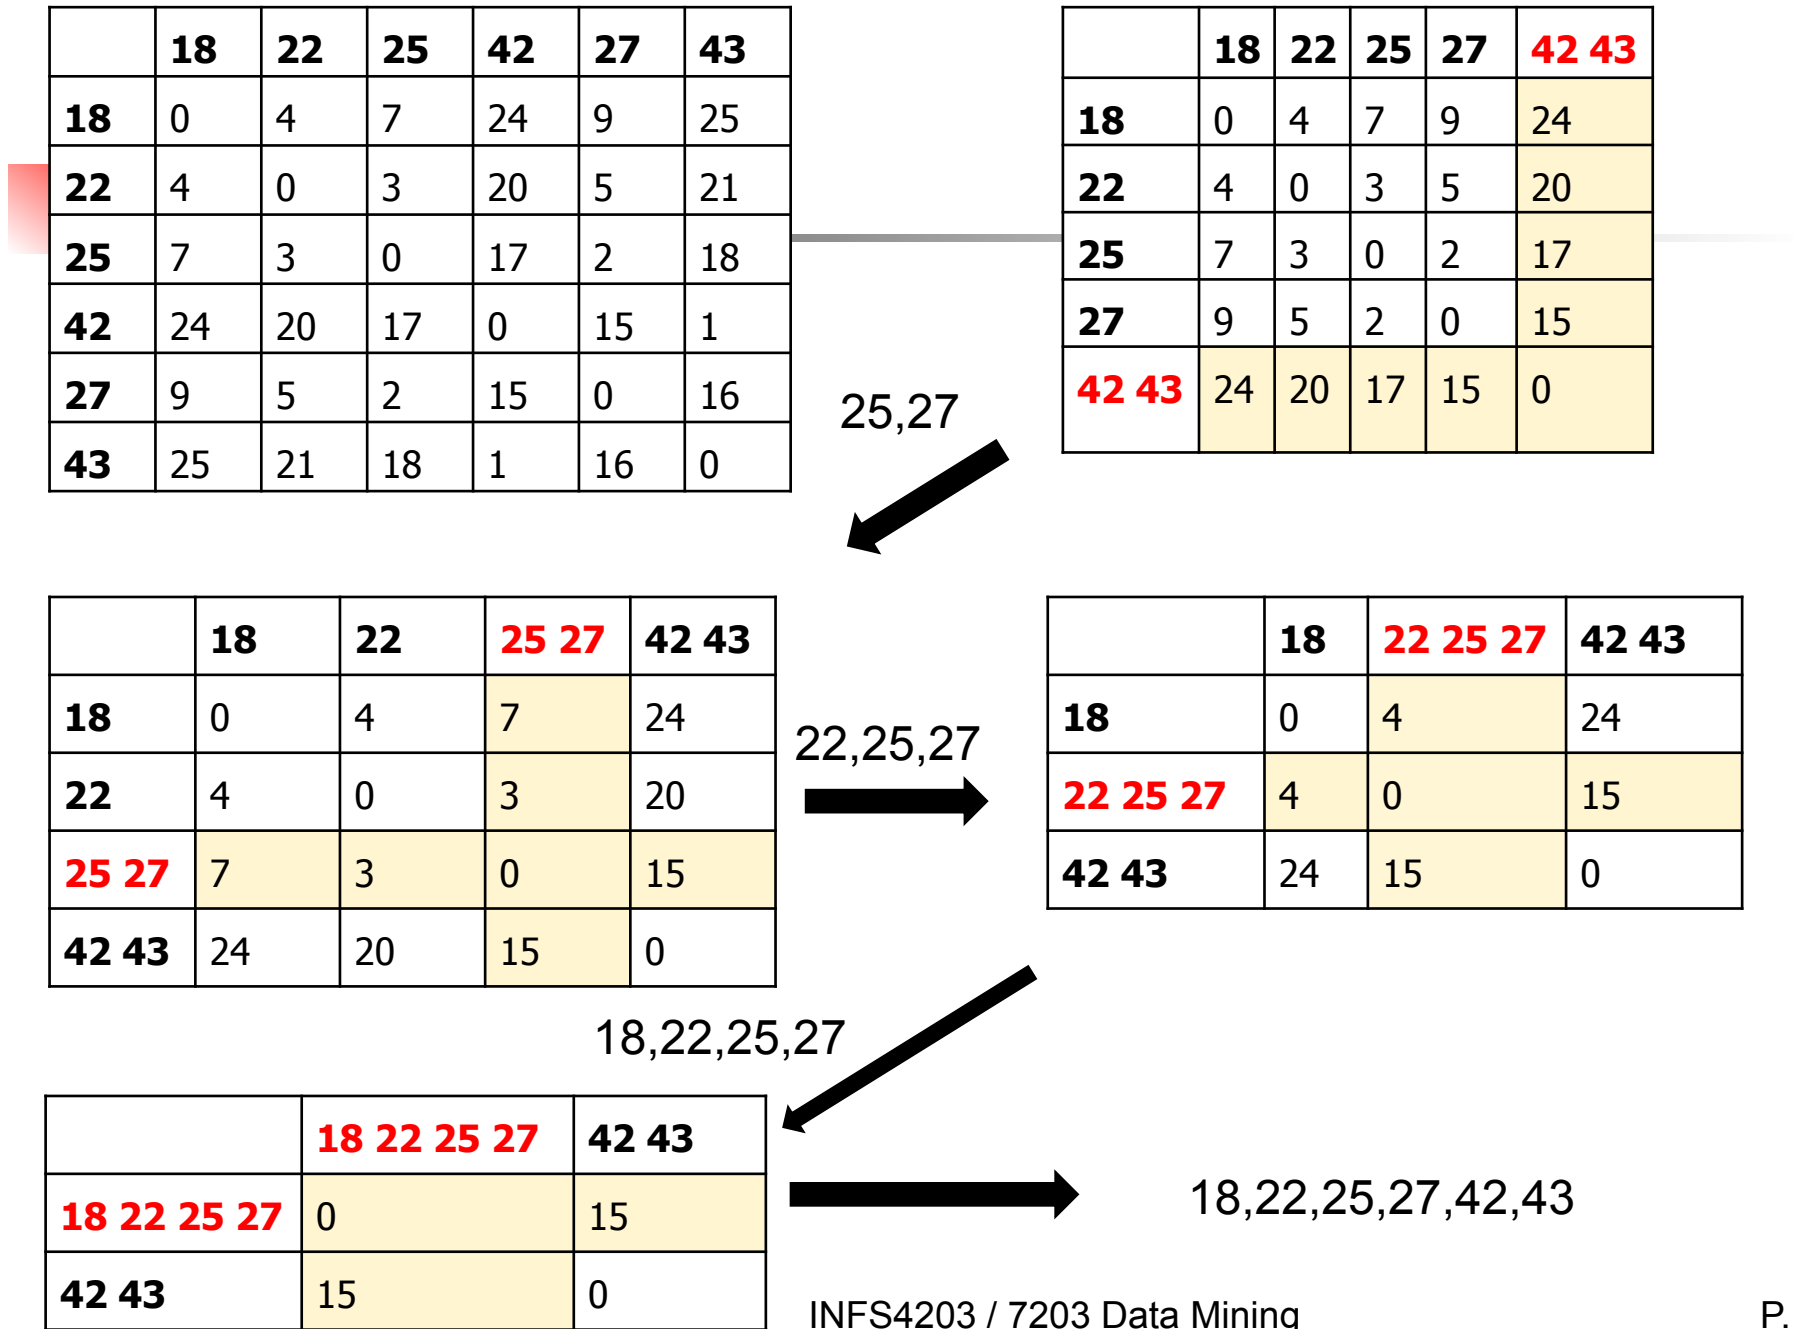 18 22 25 42 27 43
18 0 4 7 24 9 25
22 4 0 3 20 5 21
25 7 3 0 17 2 18
42 24 20 17 0 15 1
27 9 5 2 15 0 16
43 25 21 18 1 16 0
18 22 25 27 42 43
18 0 4 7 9 24
22 4 0 3 5 20
25 7 3 0 2 17
27 9 5 2 0 15
42 43 24 20 17 15 0
25,27
18 22 25 27 42 43
18 0 4 7 24
22 4 0 3 20
25 27 7 3 0 15
42 43 24 20 15 0
22,25,27
18 22 25 27 42 43
18 0 4 24
22 25 27 4 0 15
42 43 24 15 0
18,22,25,27
18 22 25 27 42 43
18 22 25 27 0 15
42 43 15 0
18,22,25,27,42,43
INFS4203 / 7203 Data Mining
P.